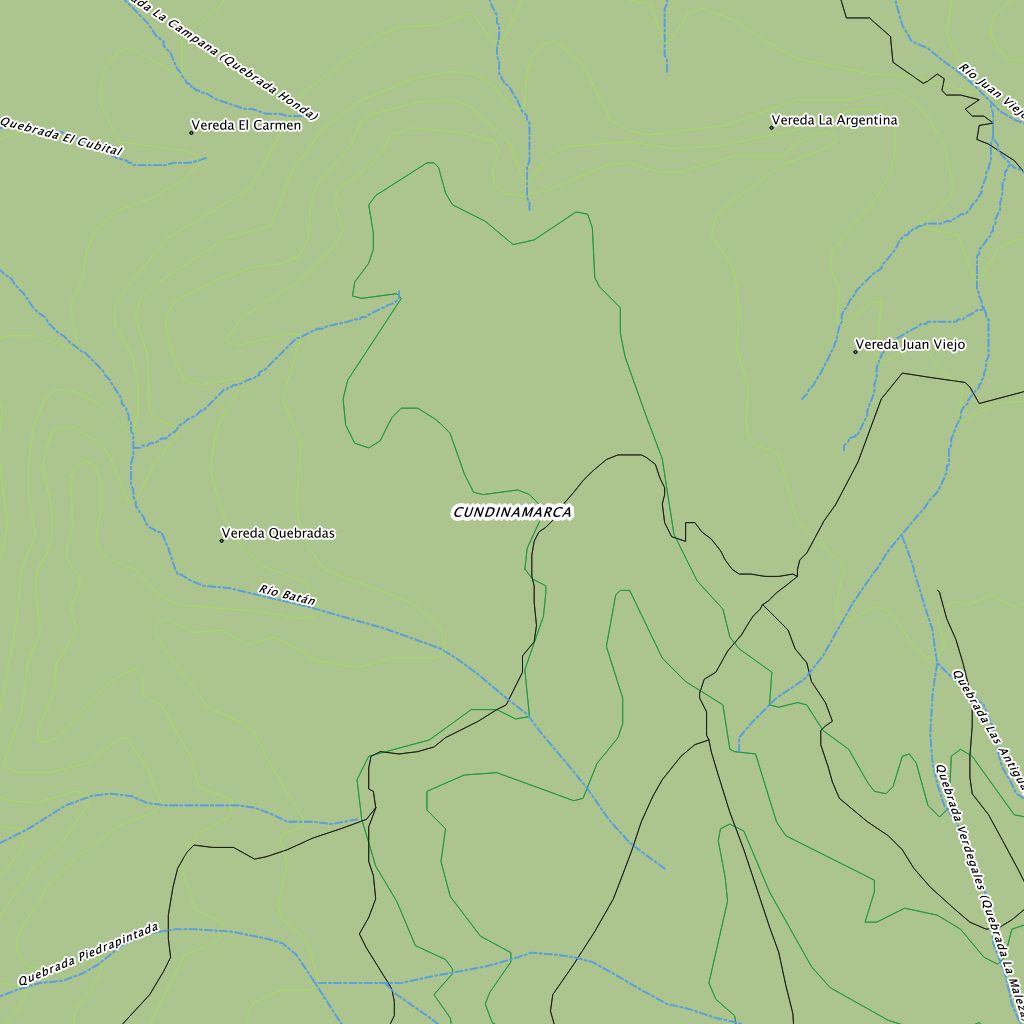 ada La Campana (Quebrada Honda)
Río Juan Viejo
Vereda El Carmen
Vereda La Argentina
Quebrada El Cubital
Vereda Juan Viejo
CUNDINAMARCA
Vereda Quebradas
Río Batán
Quebrada Las Antigua
Quebrada Verdegales (Quebrada La Maleza)
Quebrada Piedrapintada